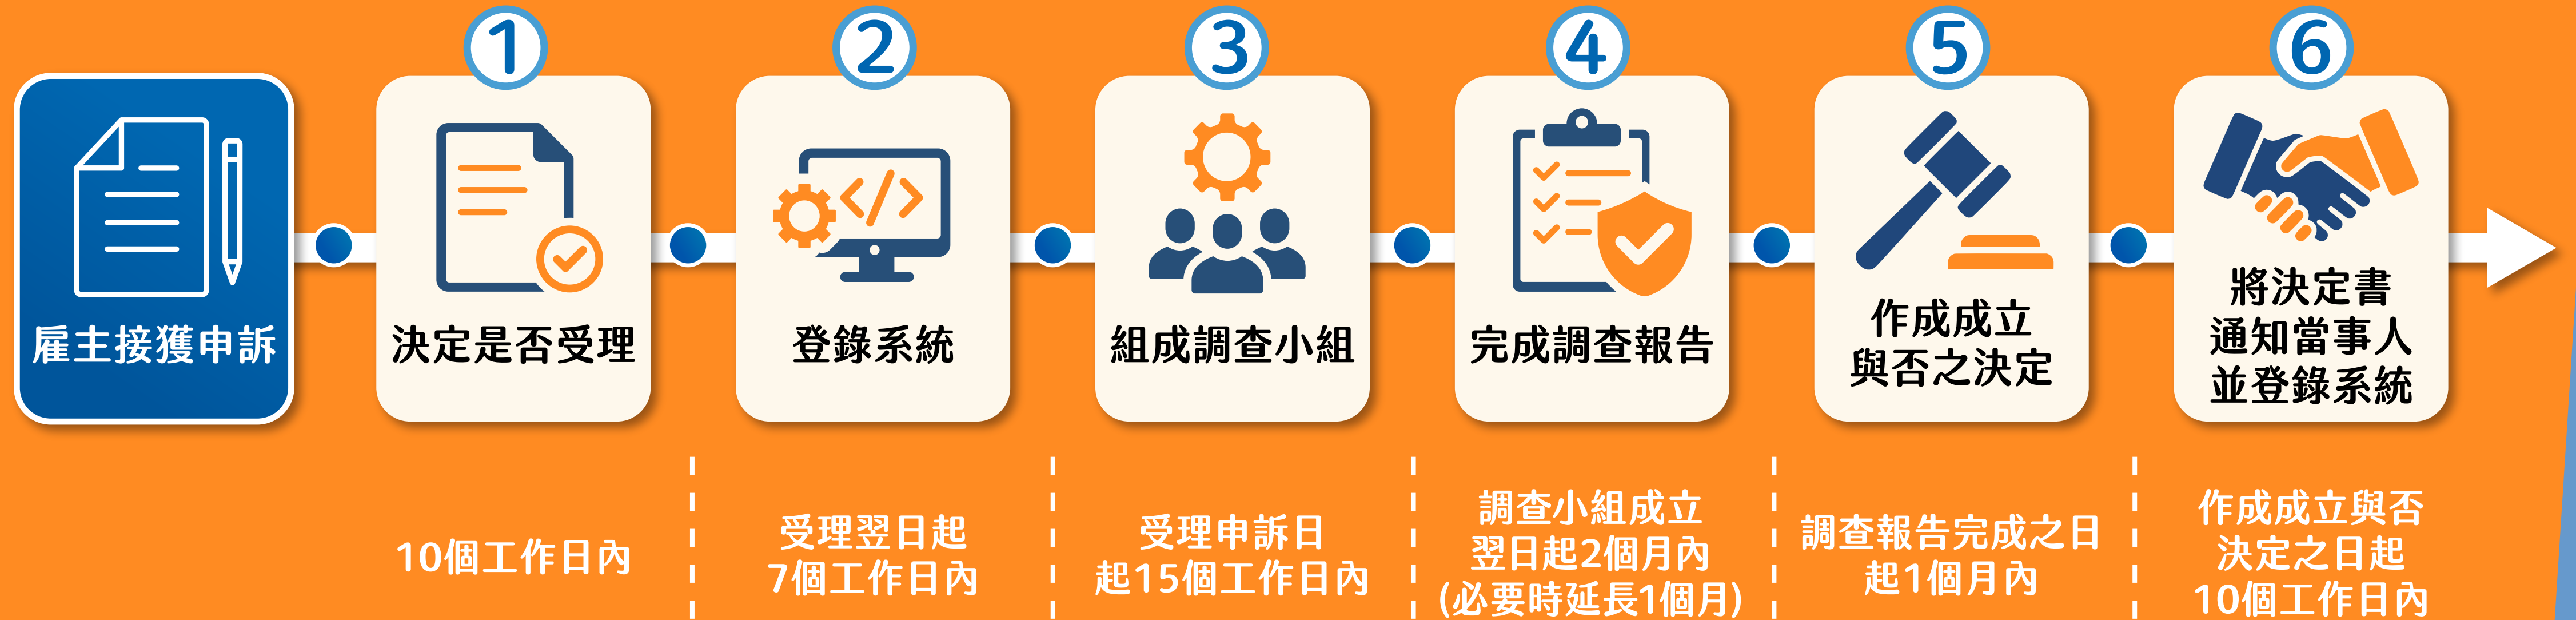 雇主接獲申訴
1
決定是否受理
10個工作日內
2
登錄系統
受理翌日起
7個工作日內
3
組成調查小組
受理申訴日
起15個工作日內
4
完成調查報告
調查小組成立
翌日起2個月內
(必要時延長1個月)
5
作成成立
與否之決定
調查報告完成之日
起1個月內
6
將決定書
通知當事人
並登錄系統
作成成立與否
決定之日起
10個工作日內